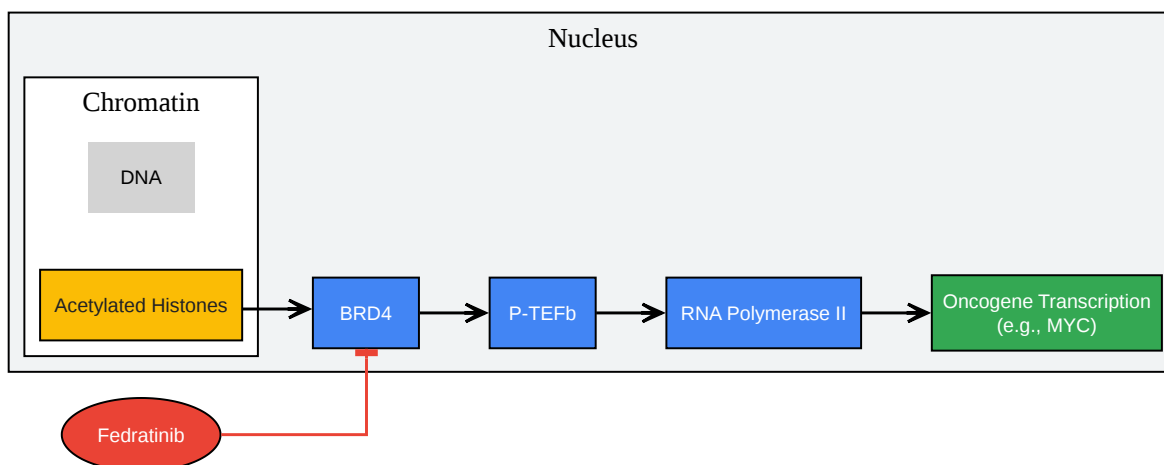 Nucleus
Chromatin
DNA
Acetylated Histones
BRD4
P-TEFb
RNA Polymerase II
Oncogene Transcription
(e.g., MYC)
Fedratinib